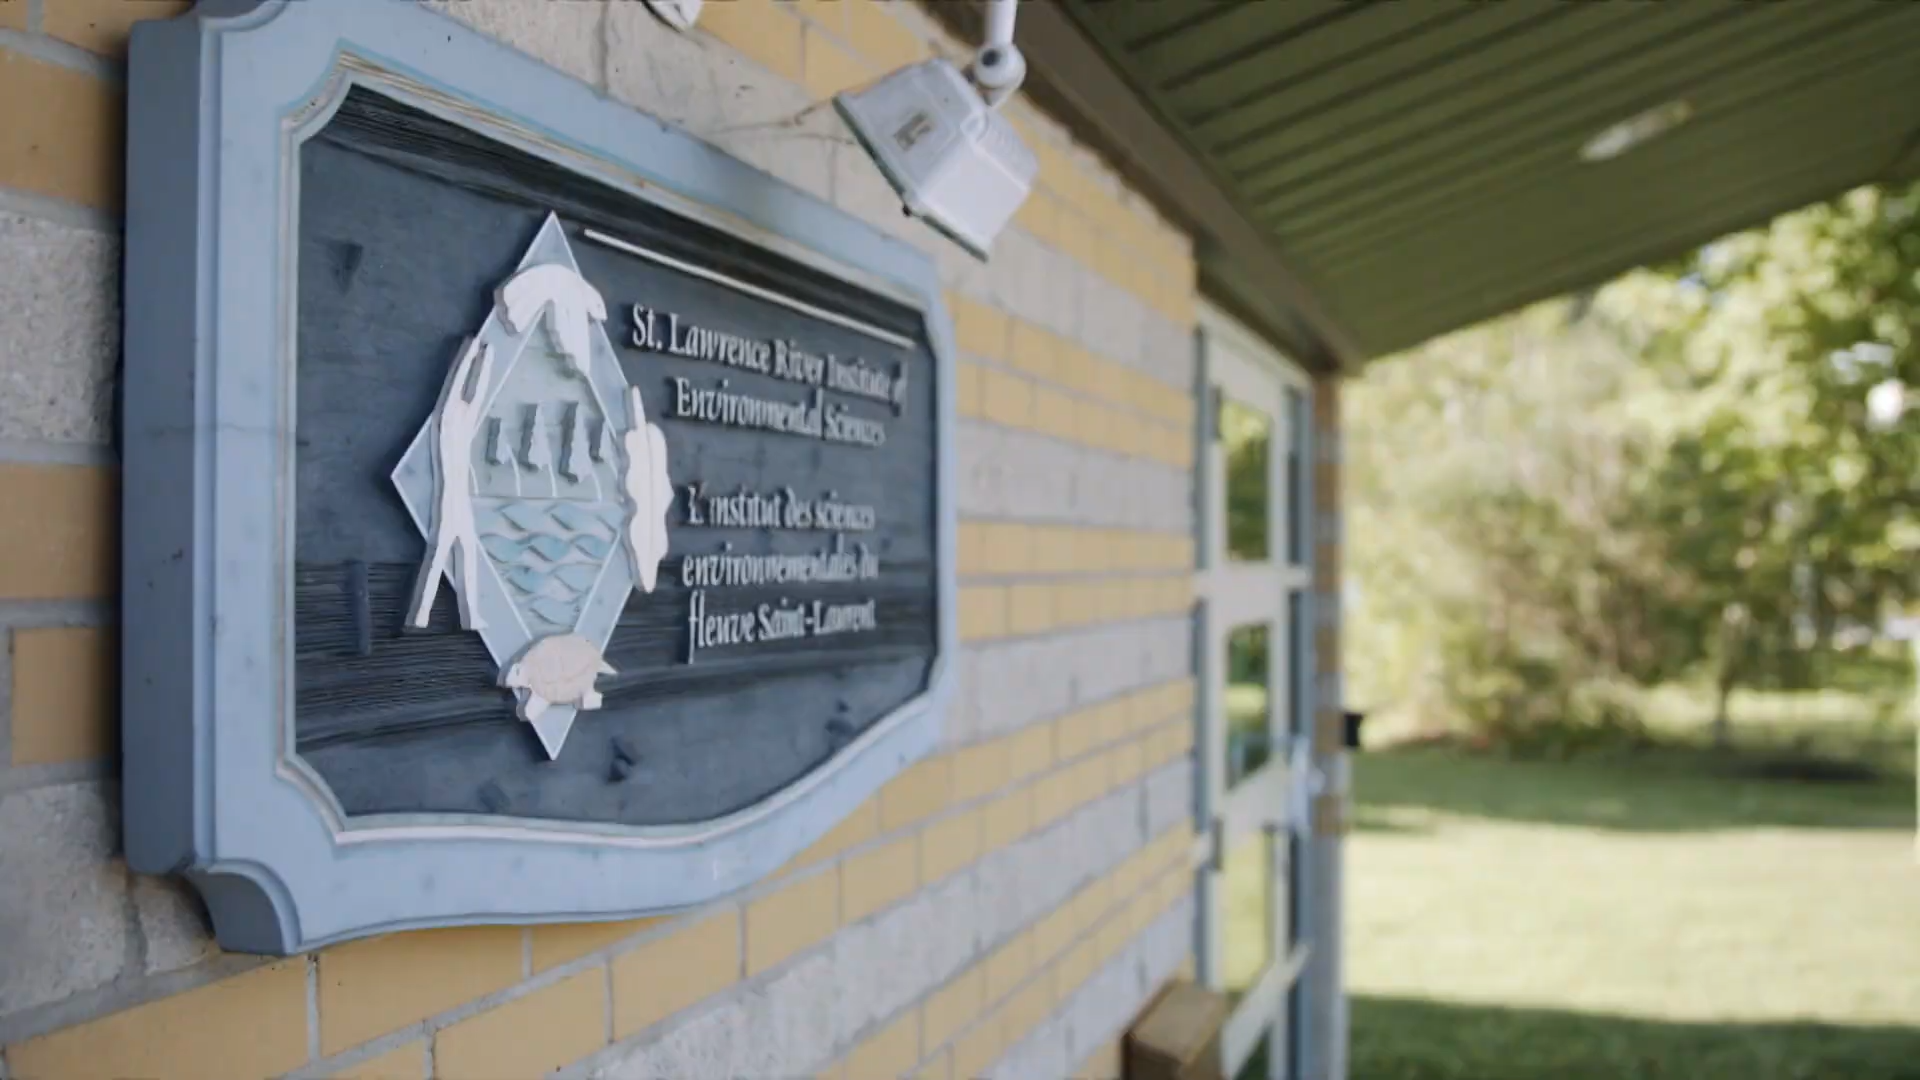 St. Lawrence River Institute of
Environmental Sciences
L'institut des sciences
environnementales du
fleuve Saint-Laurent